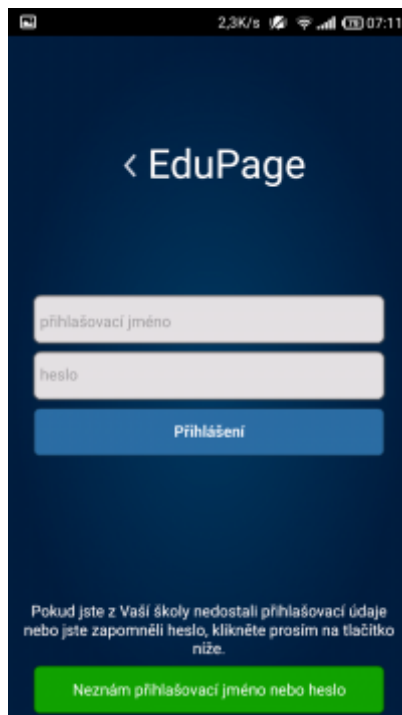 2,3K/s 79 07:11
< EduPage
přihlašovací jméno
heslo
Přihlášení
Pokud jste z Vaší školy nedostali přihlašovací údaje
nebo jste zapomněli heslo, klikněte prosím na tlačítko
níže.
Neznám přihlašovací jméno nebo heslo